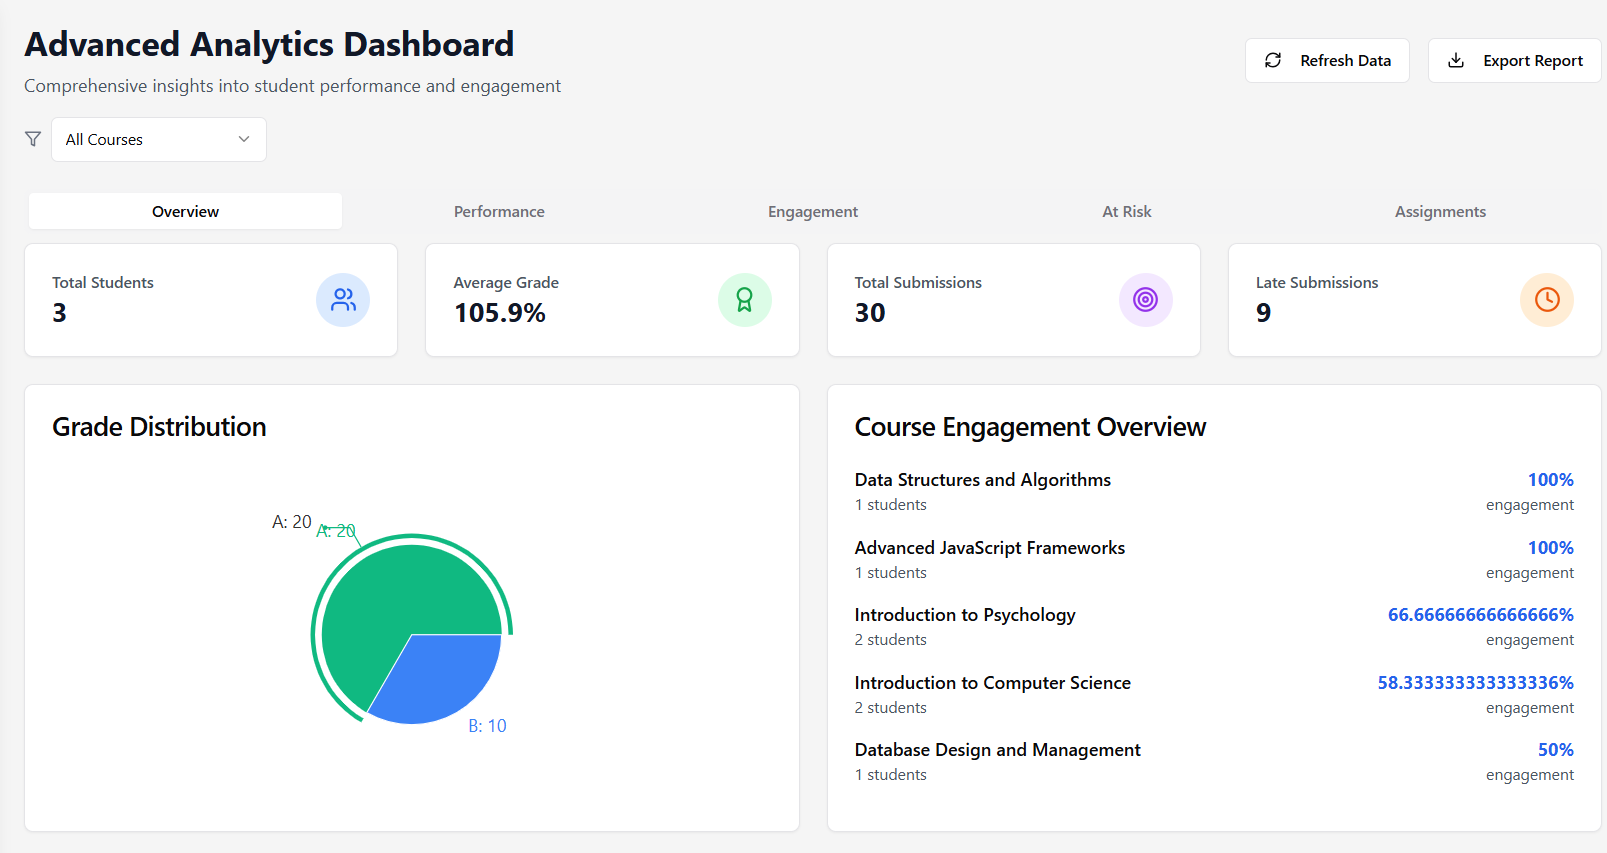 Advanced Analytics Dashboard
Comprehensive insights into student performance and engagement
Refresh Data
Export Report
All Courses
Overview
Performance
Engagement
At Risk
Assignments
Total Students
3
Average Grade
105.9%
Total Submissions
30
Late Submissions
9
Grade Distribution
A: 20
A: 20
B: 10
Course Engagement Overview
Data Structures and Algorithms
100%
1 students
engagement
Advanced JavaScript Frameworks
100%
1 students
engagement
Introduction to Psychology
66.66666666666666%
2 students
engagement
Introduction to Computer Science
58.333333333333336%
2 students
engagement
Database Design and Management
50%
1 students
engagement